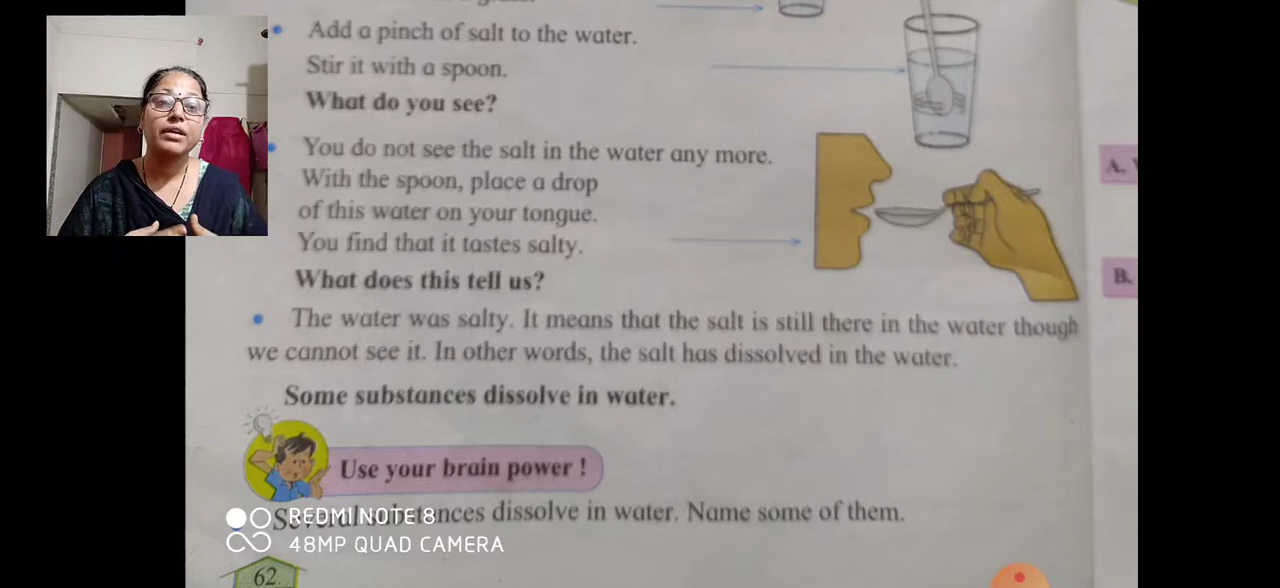 Add a pinch of salt to the water.
Stir it with a spoon.
What do you see?
You do not see the salt in the water any more.
With the spoon, place a drop
of this water on your tongue.
You find that it tastes salty.
What does this tell us?
The water was salty. It means that the salt is still there in the water though
we cannot see it. In other words, the salt has dissolved in the water.
Some substances dissolve in water.
Use your brain power !
Several substances dissolve in water. Name some of them.
REDMI NOTE 8
48MP QUAD CAMERA
62
A.
B.